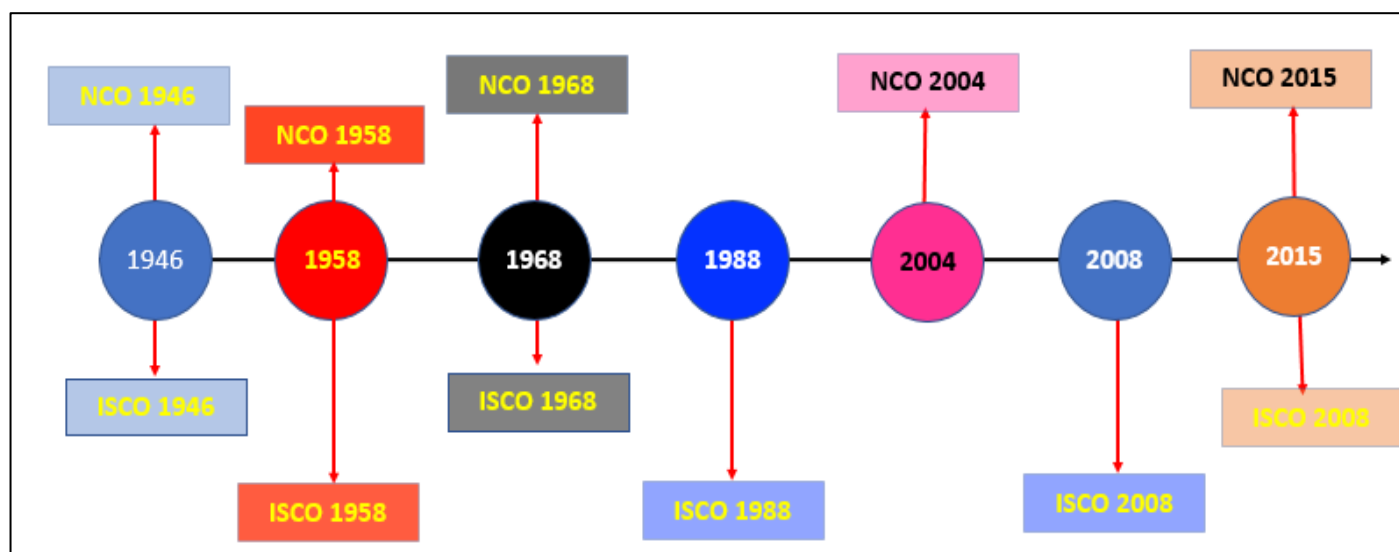 NCO 1946
NCO 1958
NCO 1968
NCO 2004
NCO 2015
1946
1958
1968
1988
2004
2008
2015
ISCO 1946
ISCO 1958
ISCO 1968
ISCO 1988
ISCO 2008
ISCO 2008